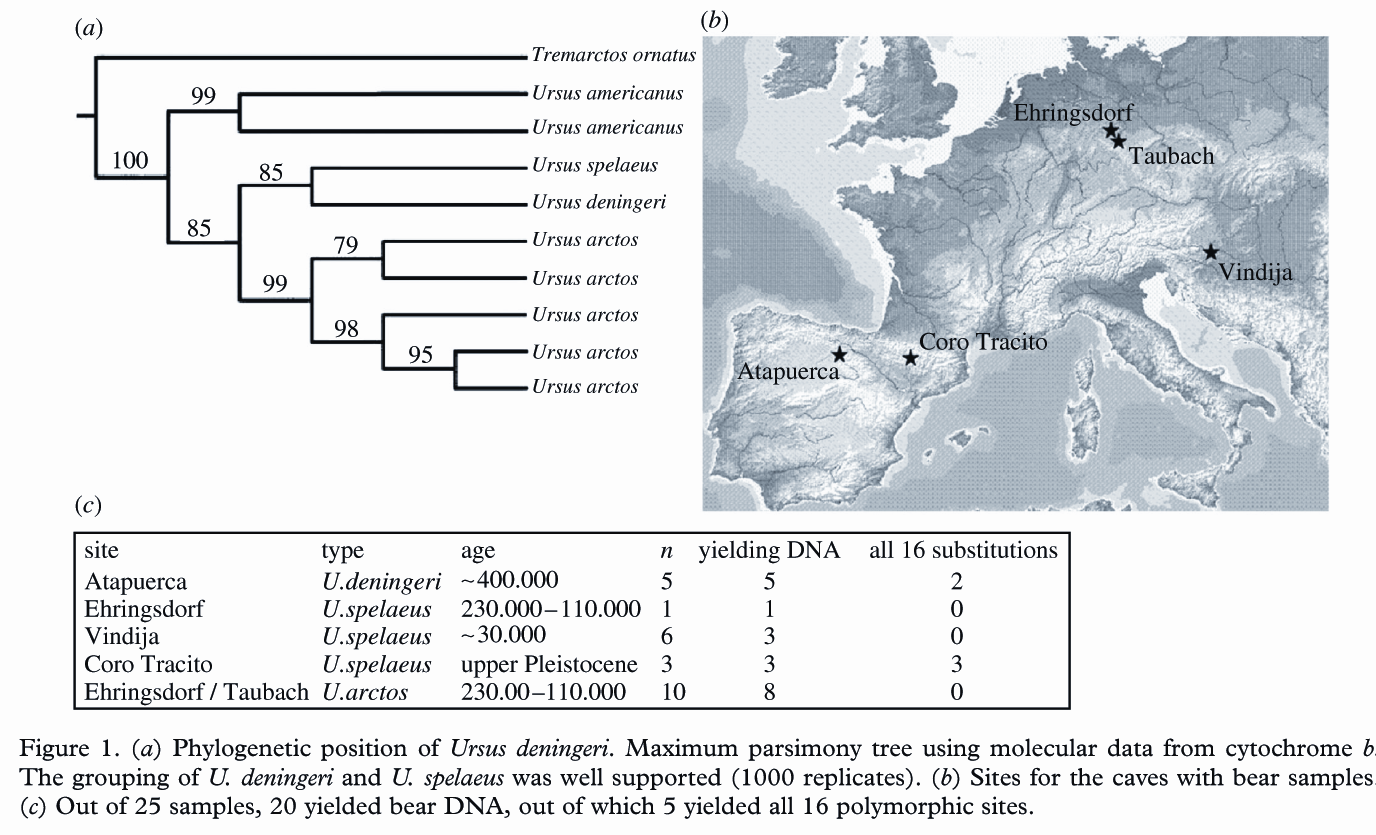 (a)
Tremarctos ornatus
99
Ursus americanus
Ursus americanus
100
85
Ursus spelaeus
Ursus deningeri
85
79
Ursus arctos
Ursus arctos
99
98
Ursus arctos
95
Ursus arctos
Ursus arctos
(b)
Ehringsdorf
Taubach
Vindija
Coro Tracito
Atapuerca
(c)
site type age n yielding DNA all 16 substitutions
Atapuerca U.deningeri ~400.000 5 5 2
Ehringsdorf U.spelaeus 230.000–110.000 1 1 0
Vindija U.spelaeus ~30.000 6 3 0
Coro Tracito U.spelaeus upper Pleistocene 3 3 3
Ehringsdorf / Taubach U.arctos 230.00–110.000 10 8 0
Figure 1. (a) Phylogenetic position of Ursus deningeri. Maximum parsimony tree using molecular data from cytochrome b.
The grouping of U. deningeri and U. spelaeus was well supported (1000 replicates). (b) Sites for the caves with bear samples.
(c) Out of 25 samples, 20 yielded bear DNA, out of which 5 yielded all 16 polymorphic sites.